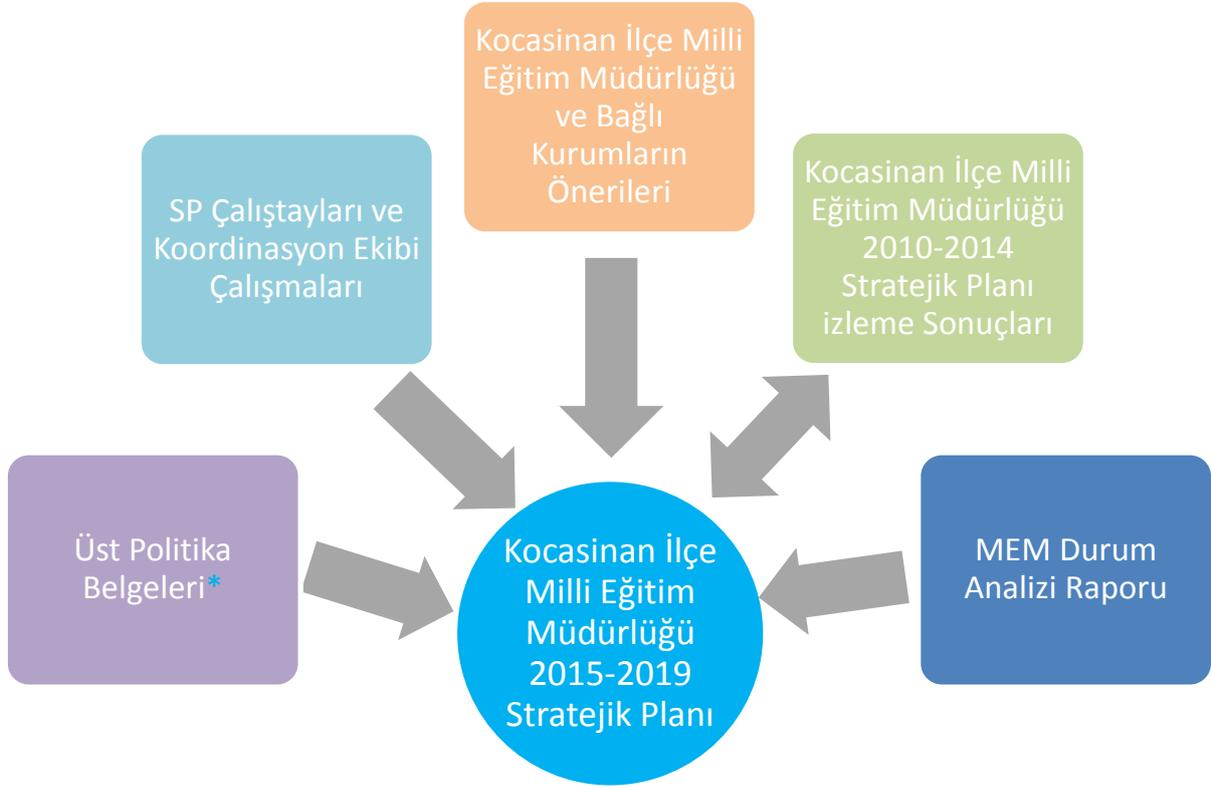 Kocasinan İlçe Milli
Eğitim Müdürlüğü
ve Bağlı
Kurumların
Önerileri
SP Çalıştayları ve
Koordinasyon Ekibi
Çalışmaları
Kocasinan İlçe Milli
Eğitim Müdürlüğü
2010-2014
Stratejik Planı
izleme Sonuçları
Üst Politika
Belgeleri*
Kocasinan İlçe
Milli Eğitim
Müdürlüğü
2015-2019
Stratejik Planı
MEM Durum
Analizi Raporu